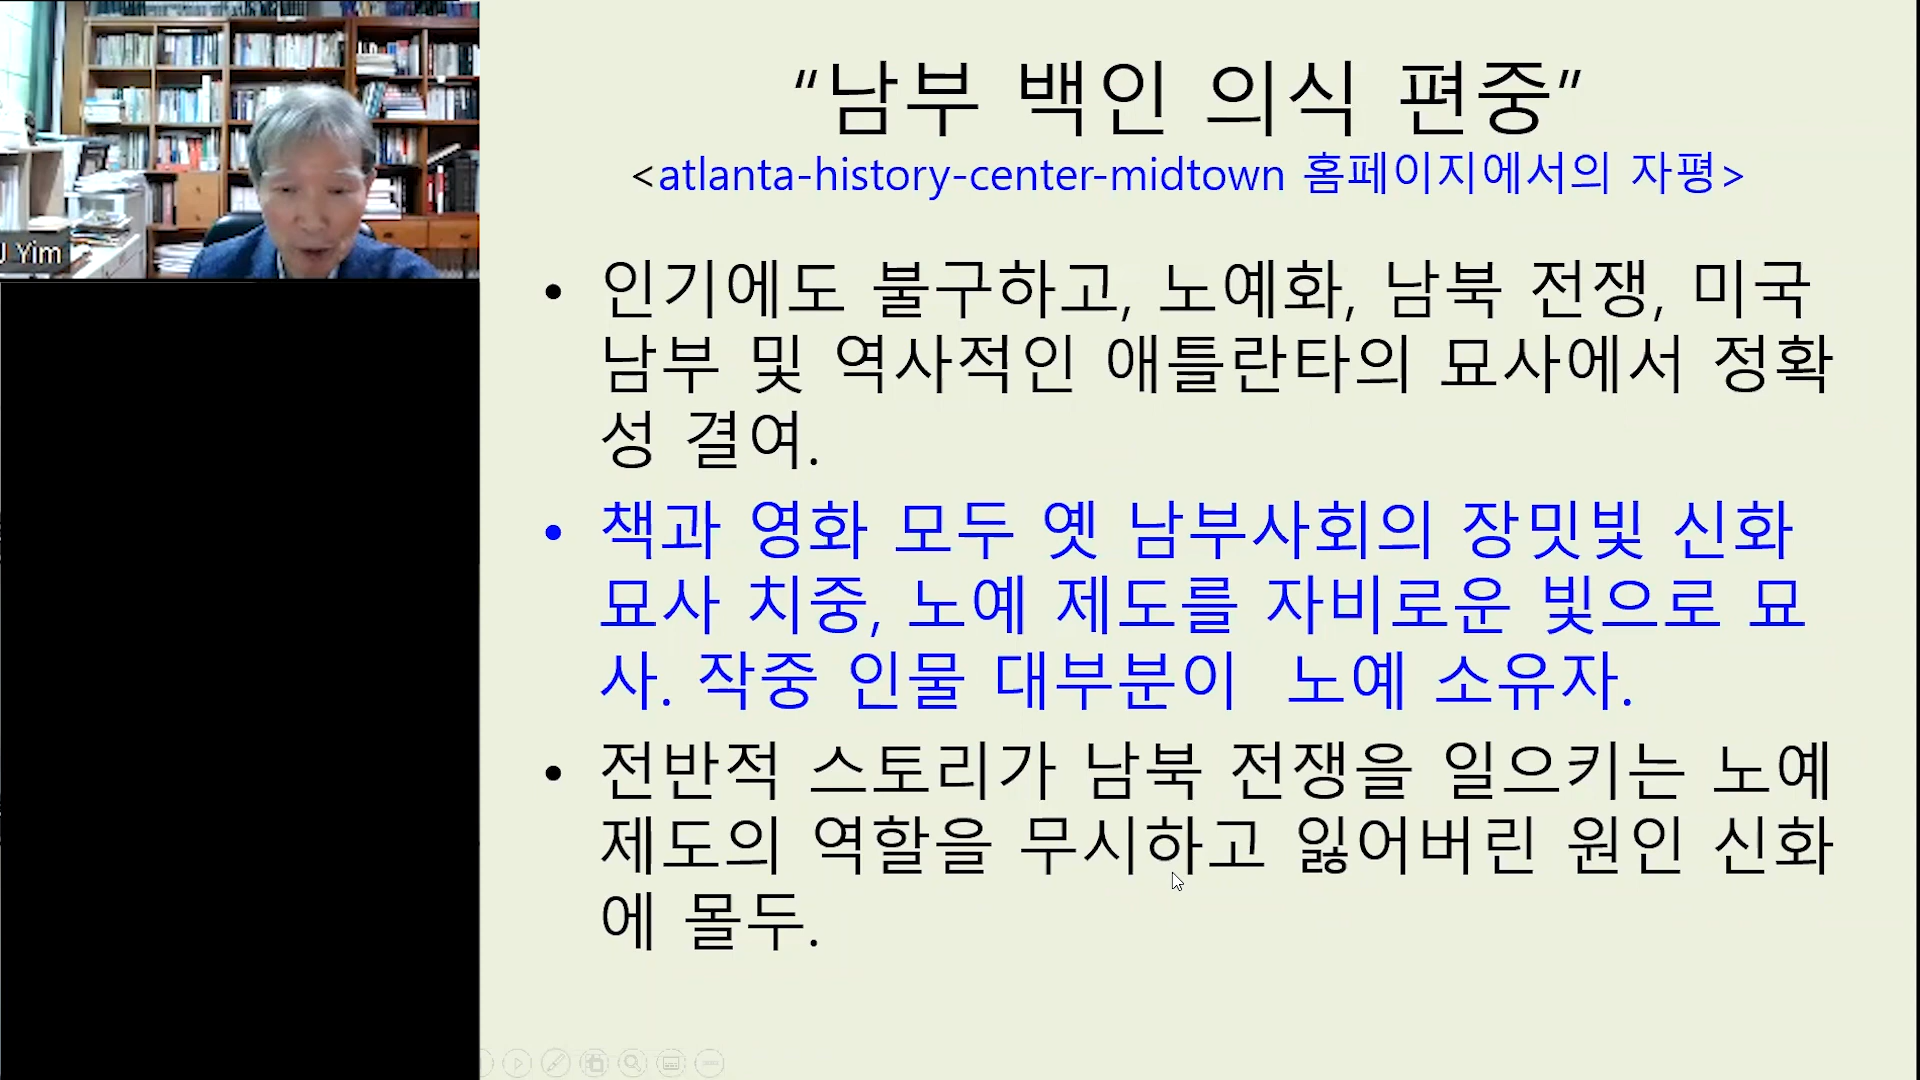 “남부 백인 의식 편중”
<atlanta-history-center-midtown 홈페이지에서의 자평>
J Yim
• 인기에도 불구하고, 노예화, 남북 전쟁, 미국
남부 및 역사적인 애틀란타의 묘사에서 정확
성 결여.
• 책과 영화 모두 옛 남부사회의 장밋빛 신화
묘사 치중, 노예 제도를 자비로운 빛으로 묘
사. 작중 인물 대부분이 노예 소유자.
• 전반적 스토리가 남북 전쟁을 일으키는 노예
제도의 역할을 무시하고 잃어버린 원인 신화
에 몰두.